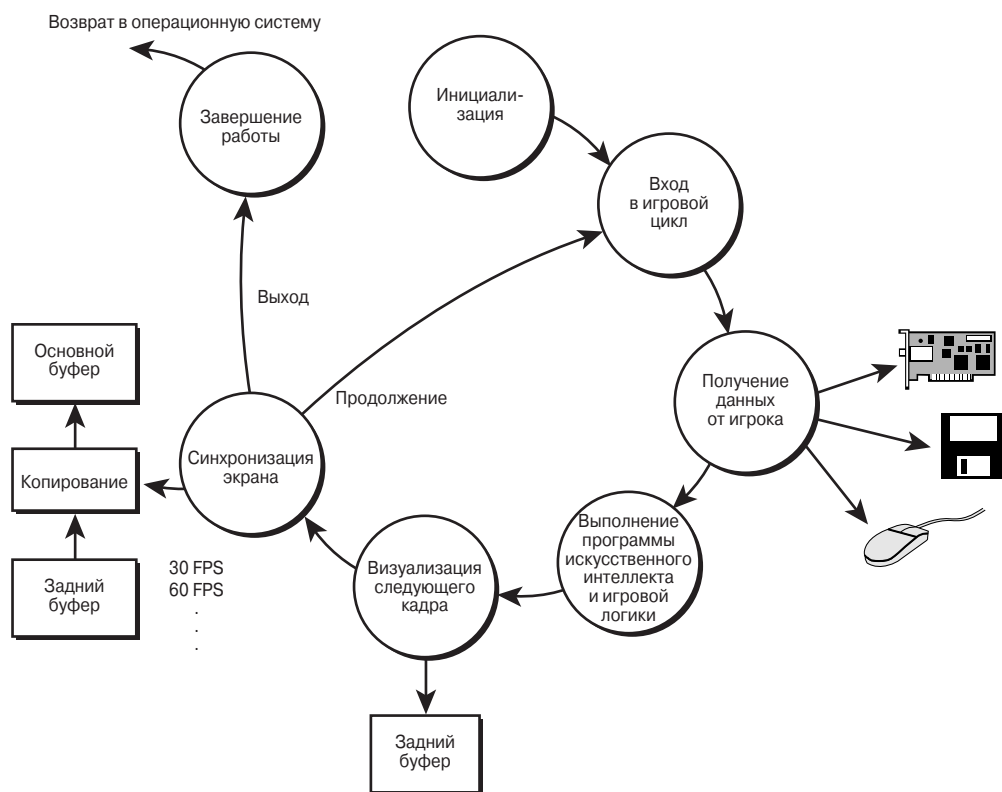 Возврат в операционную систему
Завершение
работы
Инициали-
зация
Вход
в игровой
цикл
Выход
Продолжение
Получение
данных
от игрока
Основной
буфер
Копирование
Задний
буфер
Синхронизация
экрана
30 FPS
60 FPS
.
.
.
Визуализация
следующего
кадра
Выполнение
программы
искусственного
интеллекта
и игровой
логики
Задний
буфер